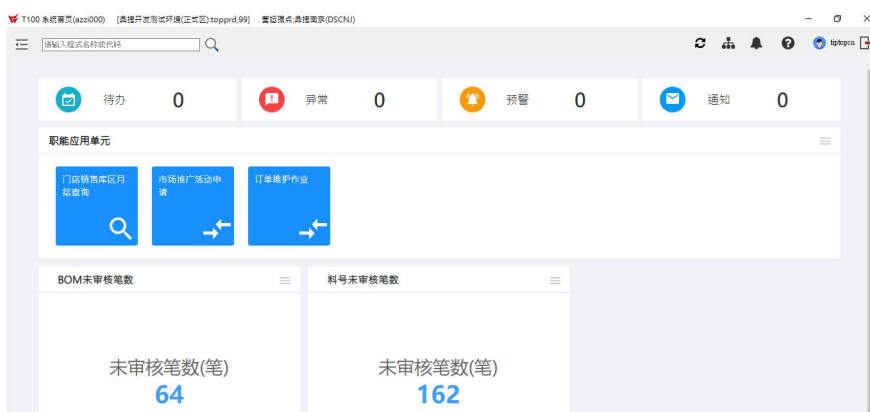 T100 系统首页(azzi000) [鼎捷开发测试环境(正式区):topprd,99] 营运据点:鼎捷南京(DSCNJ)
请输入程式名称或代码
tiptopcn
待办 0
异常 0
预警 0
通知 0
职能应用单元
门店销售库区月
结查询
市场推广活动申
请
订单维护作业
BOM未审核笔数
料号未审核笔数
未审核笔数(笔)
64
未审核笔数(笔)
162